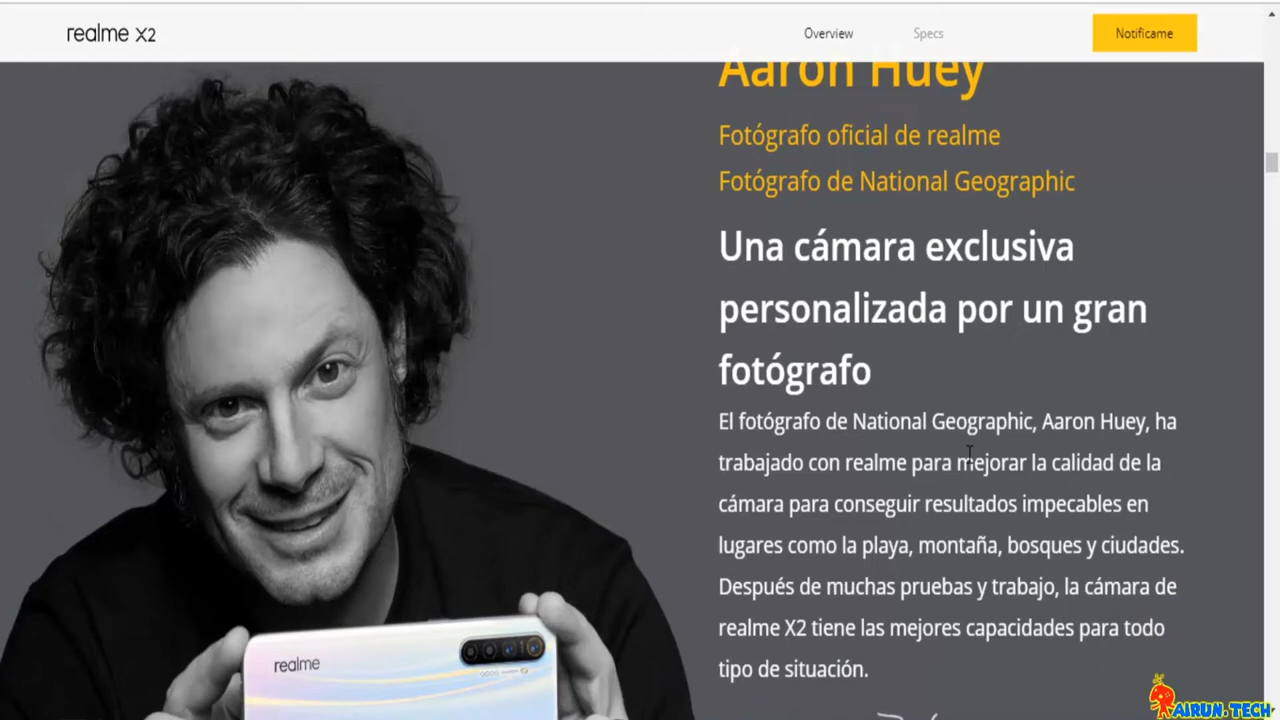 realme X2
Overview
Specs
Notifícame
Aaron Huey
Fotógrafo oficial de realme
Fotógrafo de National Geographic
Una cámara exclusiva
personalizada por un gran
fotógrafo
El fotógrafo de National Geographic, Aaron Huey, ha
trabajado con realme para mejorar la calidad de la
cámara para conseguir resultados impecables en
lugares como la playa, montaña, bosques y ciudades.
Después de muchas pruebas y trabajo, la cámara de
realme X2 tiene las mejores capacidades para todo
tipo de situación.
realme
AIRUN.TECH